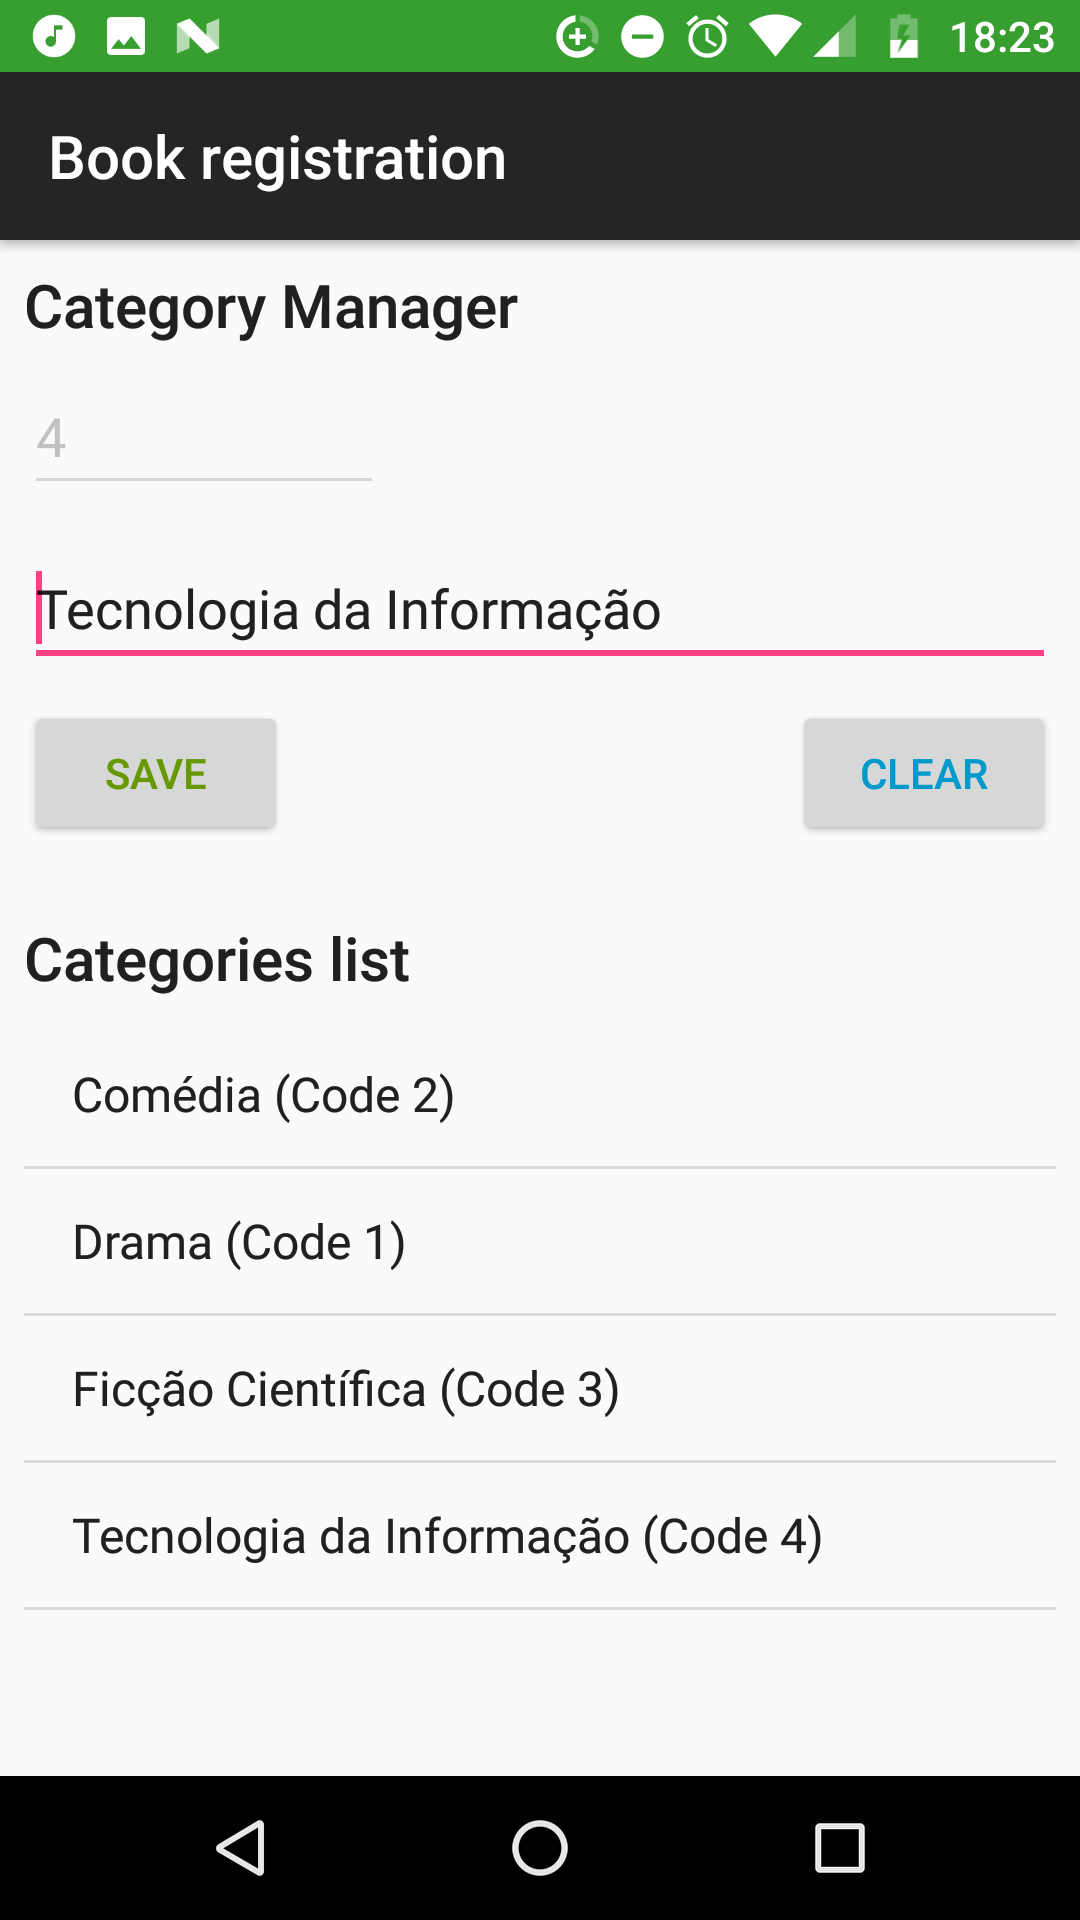 18:23
Book registration
Category Manager
4
Tecnologia da Informação
SAVE CLEAR
Categories list
Comédia (Code 2)
Drama (Code 1)
Ficção Científica (Code 3)
Tecnologia da Informação (Code 4)